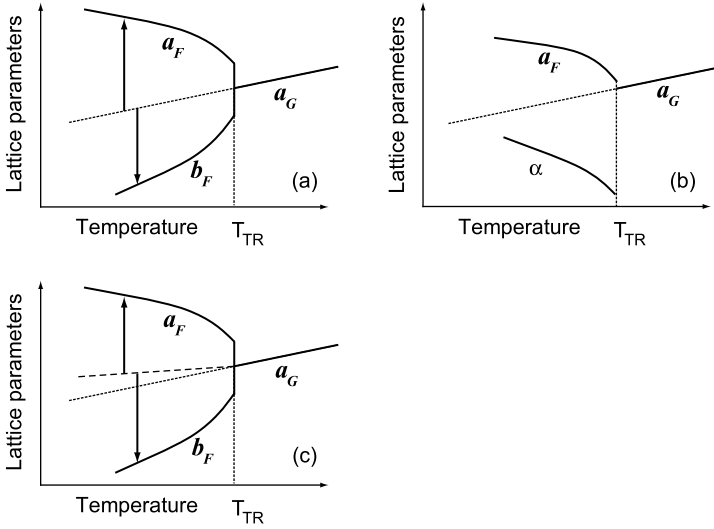 Lattice parameters
a_F
a_G
b_F
(a)
Temperature
T_TR
Lattice parameters
a_F
a_G
α
(b)
Temperature
T_TR
Lattice parameters
a_F
a_G
b_F
(c)
Temperature
T_TR